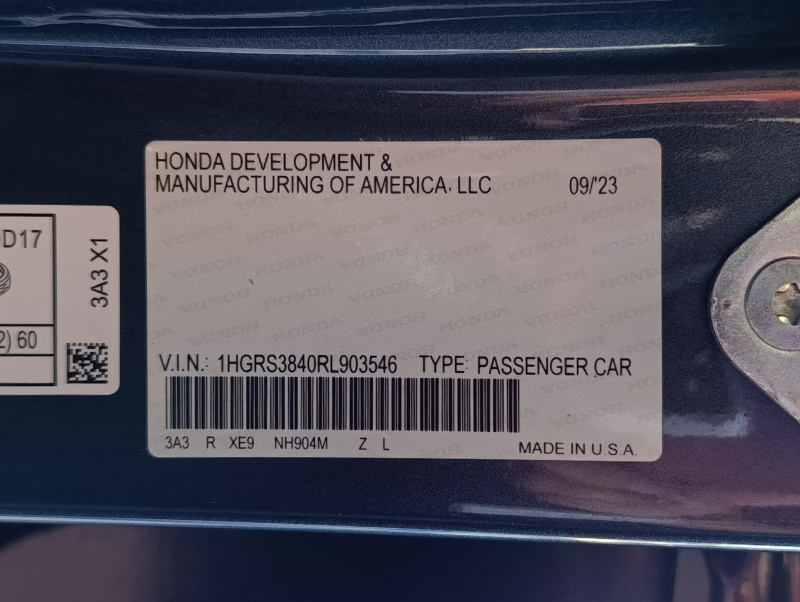 D17
2) 60
3A3 X1
HONDA DEVELOPMENT &
MANUFACTURING OF AMERICA, LLC 09/'23
V.I.N.: 1HGRS3840RL903546 TYPE: PASSENGER CAR
3A3 R XE9 NH904M Z L MADE IN U.S.A.